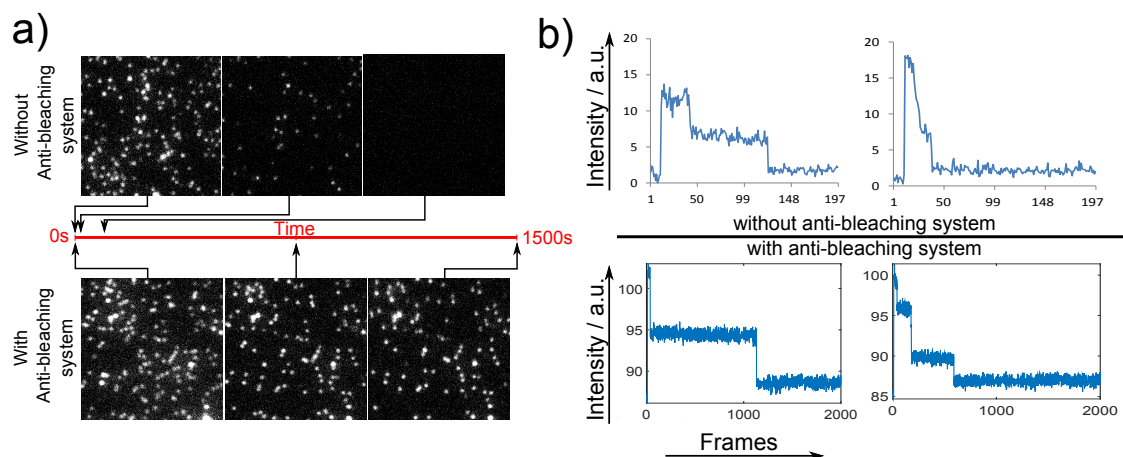 a)
Without
Anti-bleaching
system
0s
Time
1500s
With
Anti-bleaching
system
b)
Intensity / a.u.
20
15
10
5
0
1
50
99
148
197
20
15
10
5
0
1
50
99
148
197
without anti-bleaching system
with anti-bleaching system
Intensity / a.u.
100
95
90
0
1000
2000
100
95
90
85
0
1000
2000
Frames